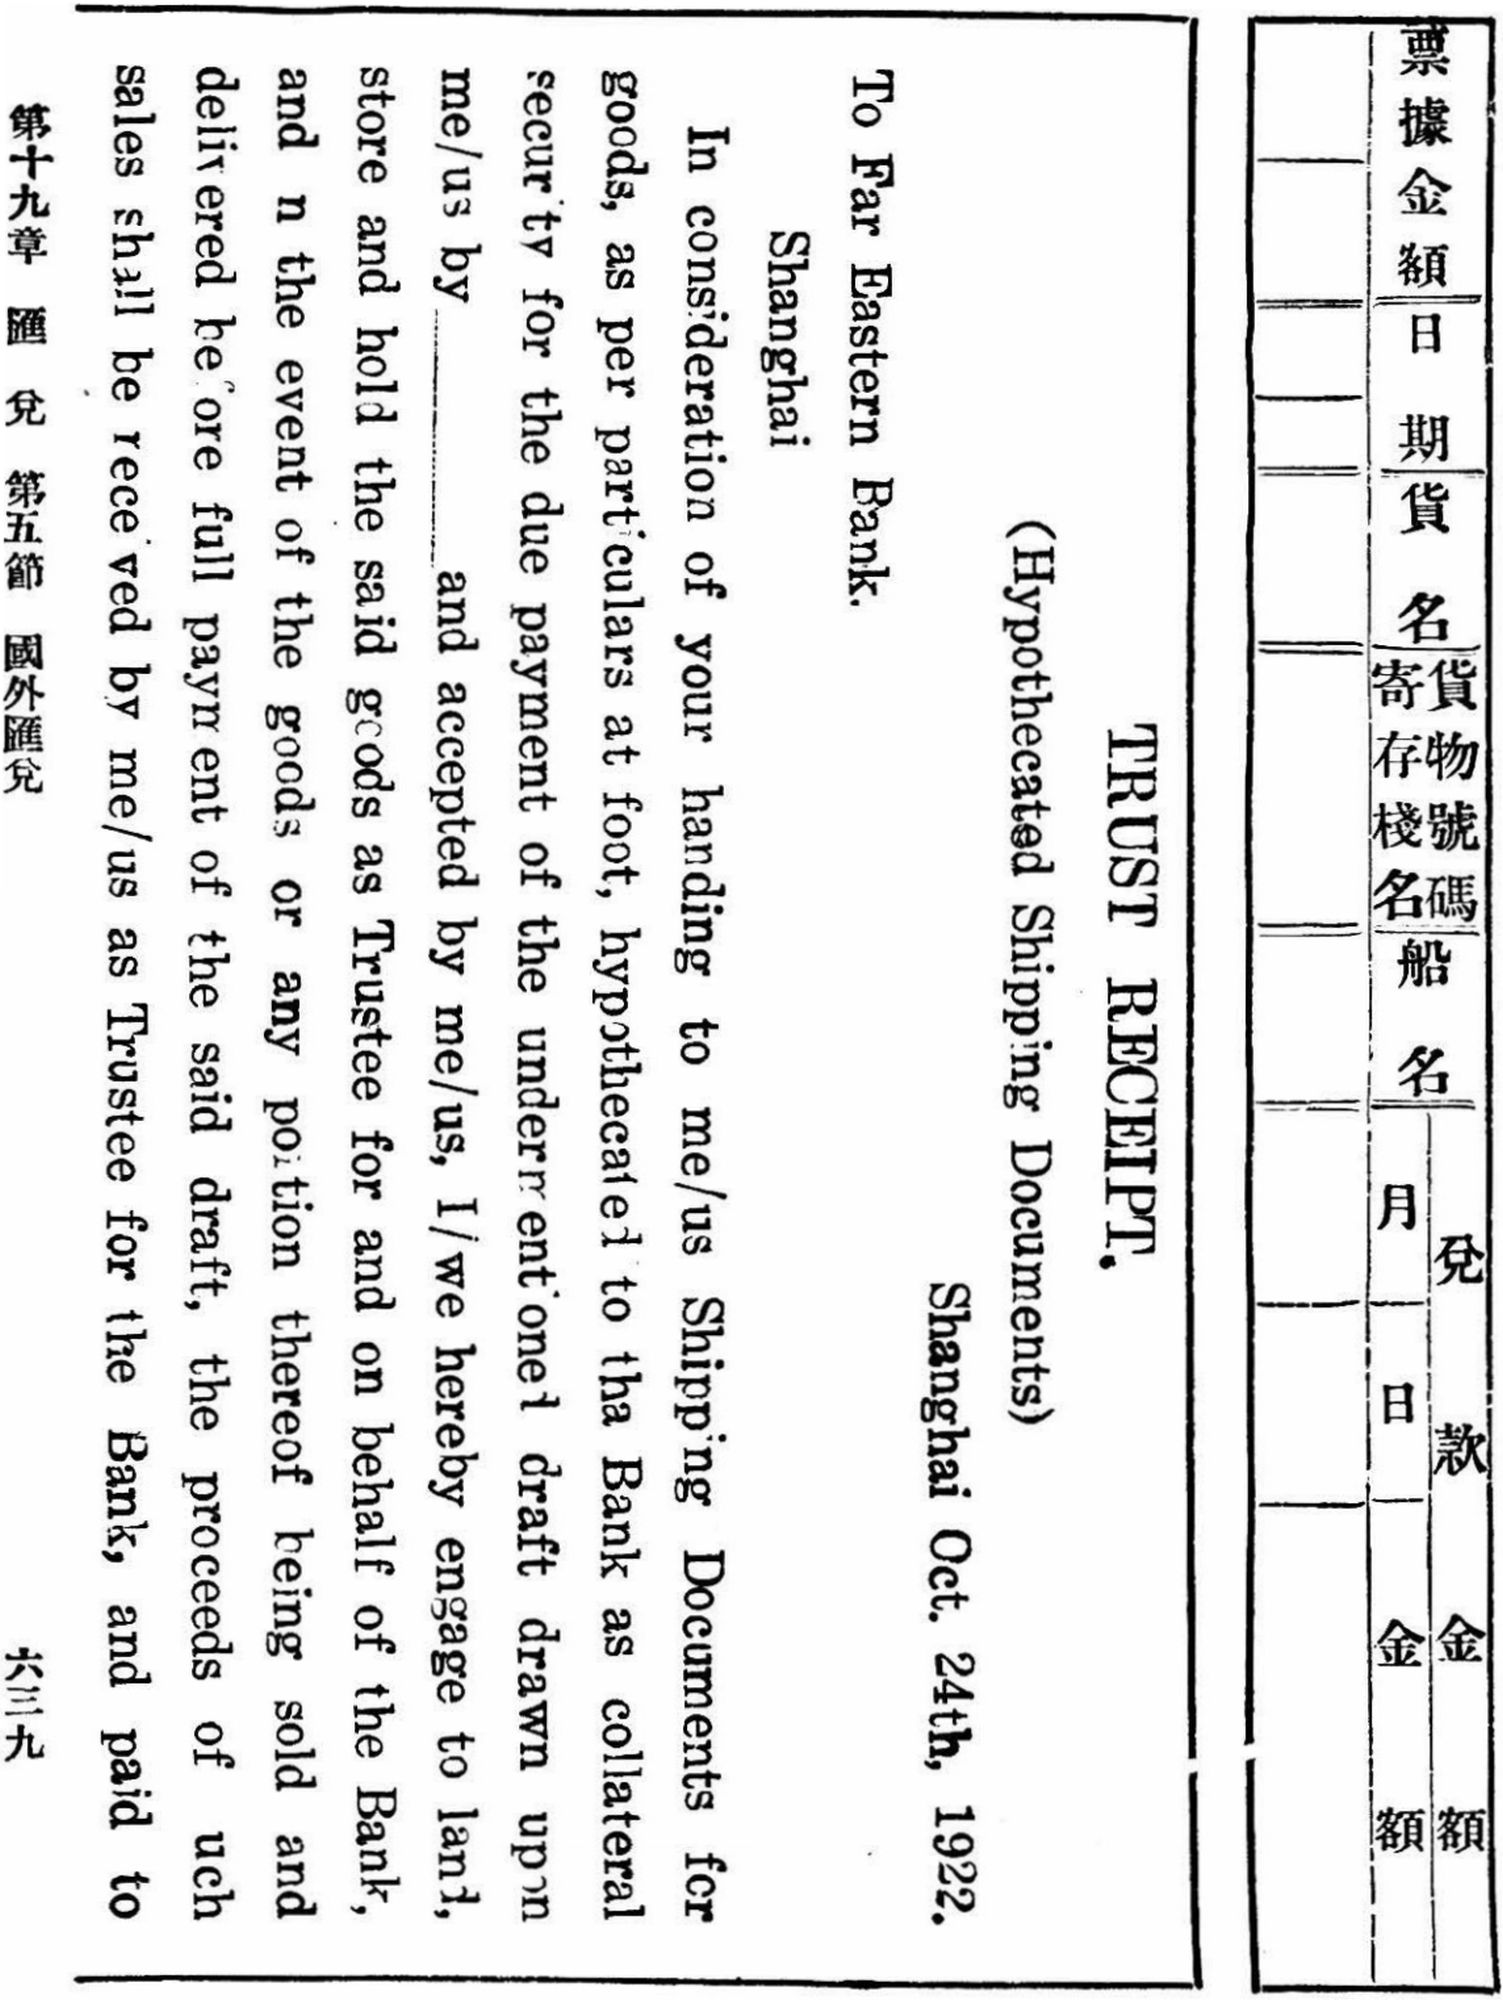 票據金額
日期
貨名
貨物號碼
寄存棧名
船名
兌款金額
月
日
金額
TRUST RECEIPT.
(Hypothecated Shipping Documents)
Shanghai Oct. 24th, 1922.
To Far Eastern Bank.
Shanghai
In consideration of your handing to me/us Shipping Documents for
goods, as per particulars at foot, hypothecated to tha Bank as collateral
security for the due payment of the undermentioned draft drawn upon
me/us by ______ and accepted by me/us, I/we hereby engage to land,
store and hold the said goods as Trustee for and on behalf of the Bank,
and n the event of the goods or any portion thereof being sold and
delivered before full payment of the said draft, the proceeds of uch
sales shall be received by me/us as Trustee for the Bank, and paid to
第十九章 匯兌 第五節 國外匯兌
六三九